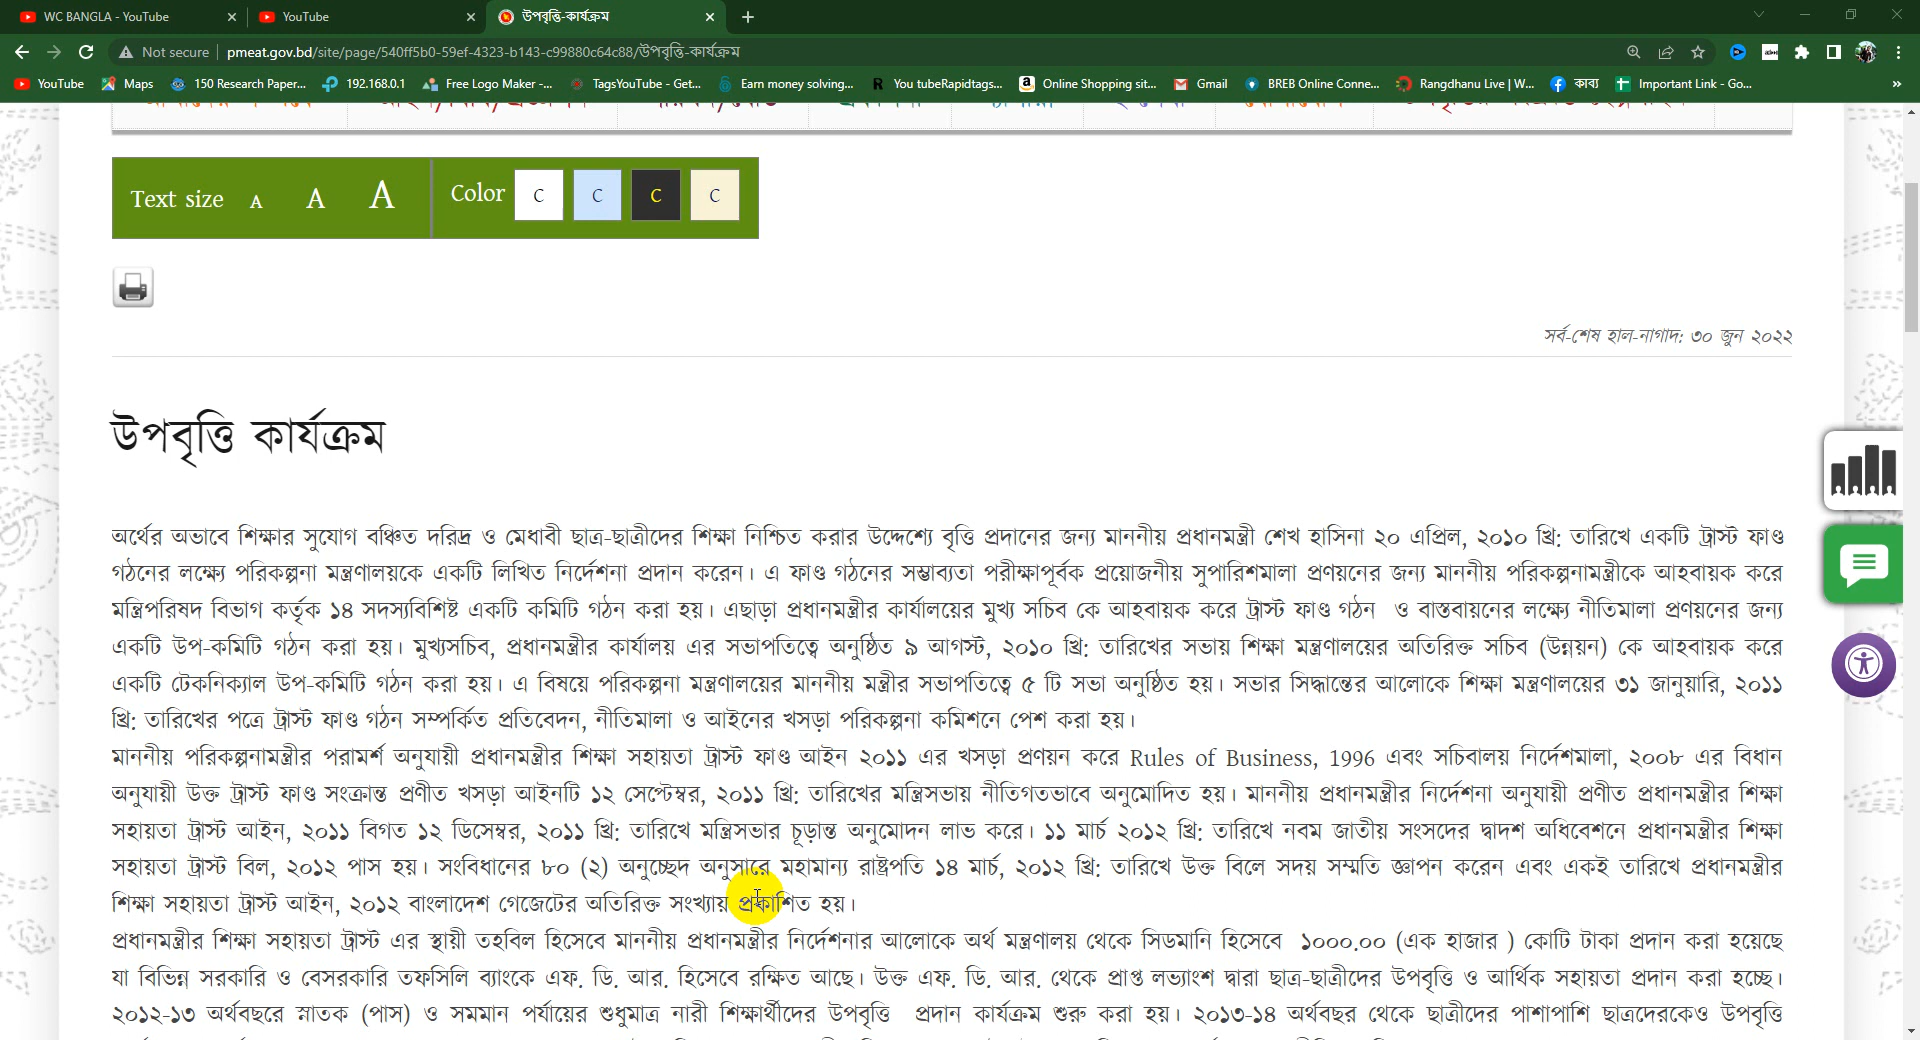 WC BANGLA - YouTube
YouTube
উপবৃত্তি-কার্যক্রম
Not secure
pmeat.gov.bd/site/page/540ff5b0-59ef-4323-b143-c99880c64c88/উপবৃত্তি-কার্যক্রম
YouTube Maps 150 Research Paper... 192.168.0.1 Free Logo Maker -... TagsYouTube - Get... Earn money solving... You tubeRapidtags... Online Shopping sit... Gmail BREB Online Conne... Rangdhanu Live | W... কাব্য Important Link - Go... »
Text size A A A Color C C C C
সর্ব-শেষ হাল-নাগাদ: ৩০ জুন ২০২২
উপবৃত্তি কার্যক্রম
অর্থের অভাবে শিক্ষার সুযোগ বঞ্চিত দরিদ্র ও মেধাবী ছাত্র-ছাত্রীদের শিক্ষা নিশ্চিত করার উদ্দেশ্যে বৃত্তি প্রদানের জন্য মাননীয় প্রধানমন্ত্রী শেখ হাসিনা ২০ এপ্রিল, ২০১০ খ্রি: তারিখে একটি ট্রাস্ট ফাণ্ড
গঠনের লক্ষ্যে পরিকল্পনা মন্ত্রণালয়কে একটি লিখিত নির্দেশনা প্রদান করেন। এ ফাণ্ড গঠনের সম্ভাব্যতা পরীক্ষাপূর্বক প্রয়োজনীয় সুপারিশমালা প্রণয়নের জন্য মাননীয় পরিকল্পনামন্ত্রীকে আহবায়ক করে
মন্ত্রিপরিষদ বিভাগ কর্তৃক ১৪ সদস্যবিশিষ্ট একটি কমিটি গঠন করা হয়। এছাড়া প্রধানমন্ত্রীর কার্যালয়ের মুখ্য সচিব কে আহবায়ক করে ট্রাস্ট ফাণ্ড গঠন ও বাস্তবায়নের লক্ষ্যে নীতিমালা প্রণয়নের জন্য
একটি উপ-কমিটি গঠন করা হয়। মুখ্যসচিব, প্রধানমন্ত্রীর কার্যালয় এর সভাপতিত্বে অনুষ্ঠিত ৯ আগস্ট, ২০১০ খ্রি: তারিখের সভায় শিক্ষা মন্ত্রণালয়ের অতিরিক্ত সচিব (উন্নয়ন) কে আহবায়ক করে
একটি টেকনিক্যাল উপ-কমিটি গঠন করা হয়। এ বিষয়ে পরিকল্পনা মন্ত্রণালয়ের মাননীয় মন্ত্রীর সভাপতিত্বে ৫ টি সভা অনুষ্ঠিত হয়। সভার সিদ্ধান্তের আলোকে শিক্ষা মন্ত্রণালয়ের ৩১ জানুয়ারি, ২০১১
খ্রি: তারিখের পত্রে ট্রাস্ট ফাণ্ড গঠন সম্পর্কিত প্রতিবেদন, নীতিমালা ও আইনের খসড়া পরিকল্পনা কমিশনে পেশ করা হয়।
মাননীয় পরিকল্পনামন্ত্রীর পরামর্শ অনুযায়ী প্রধানমন্ত্রীর শিক্ষা সহায়তা ট্রাস্ট ফাণ্ড আইন ২০১১ এর খসড়া প্রণয়ন করে Rules of Business, 1996 এবং সচিবালয় নির্দেশমালা, ২০০৮ এর বিধান
অনুযায়ী উক্ত ট্রাস্ট ফাণ্ড সংক্রান্ত প্রণীত খসড়া আইনটি ১২ সেপ্টেম্বর, ২০১১ খ্রি: তারিখের মন্ত্রিসভায় নীতিগতভাবে অনুমোদিত হয়। মাননীয় প্রধানমন্ত্রীর নির্দেশনা অনুযায়ী প্রণীত প্রধানমন্ত্রীর শিক্ষা
সহায়তা ট্রাস্ট আইন, ২০১১ বিগত ১২ ডিসেম্বর, ২০১১ খ্রি: তারিখে মন্ত্রিসভার চূড়ান্ত অনুমোদন লাভ করে। ১১ মার্চ ২০১২ খ্রি: তারিখে নবম জাতীয় সংসদের দ্বাদশ অধিবেশনে প্রধানমন্ত্রীর শিক্ষা
সহায়তা ট্রাস্ট বিল, ২০১২ পাস হয়। সংবিধানের ৮০ (২) অনুচ্ছেদ অনুসারে মহামান্য রাষ্ট্রপতি ১৪ মার্চ, ২০১২ খ্রি: তারিখে উক্ত বিলে সদয় সম্মতি জ্ঞাপন করেন এবং একই তারিখে প্রধানমন্ত্রীর
শিক্ষা সহায়তা ট্রাস্ট আইন, ২০১২ বাংলাদেশ গেজেটের অতিরিক্ত সংখ্যায় প্রকাশিত হয়।
প্রধানমন্ত্রীর শিক্ষা সহায়তা ট্রাস্ট এর স্থায়ী তহবিল হিসেবে মাননীয় প্রধানমন্ত্রীর নির্দেশনার আলোকে অর্থ মন্ত্রণালয় থেকে সিডমানি হিসেবে ১০০০.০০ (এক হাজার ) কোটি টাকা প্রদান করা হয়েছে
যা বিভিন্ন সরকারি ও বেসরকারি তফসিলি ব্যাংকে এফ. ডি. আর. হিসেবে রক্ষিত আছে। উক্ত এফ. ডি. আর. থেকে প্রাপ্ত লভ্যাংশ দ্বারা ছাত্র-ছাত্রীদের উপবৃত্তি ও আর্থিক সহায়তা প্রদান করা হচ্ছে।
২০১২-১৩ অর্থবছরে স্নাতক (পাস) ও সমমান পর্যায়ের শুধুমাত্র নারী শিক্ষার্থীদের উপবৃত্তি প্রদান কার্যক্রম শুরু করা হয়। ২০১৩-১৪ অর্থবছর থেকে ছাত্রীদের পাশাপাশি ছাত্রদেরকেও উপবৃত্তি